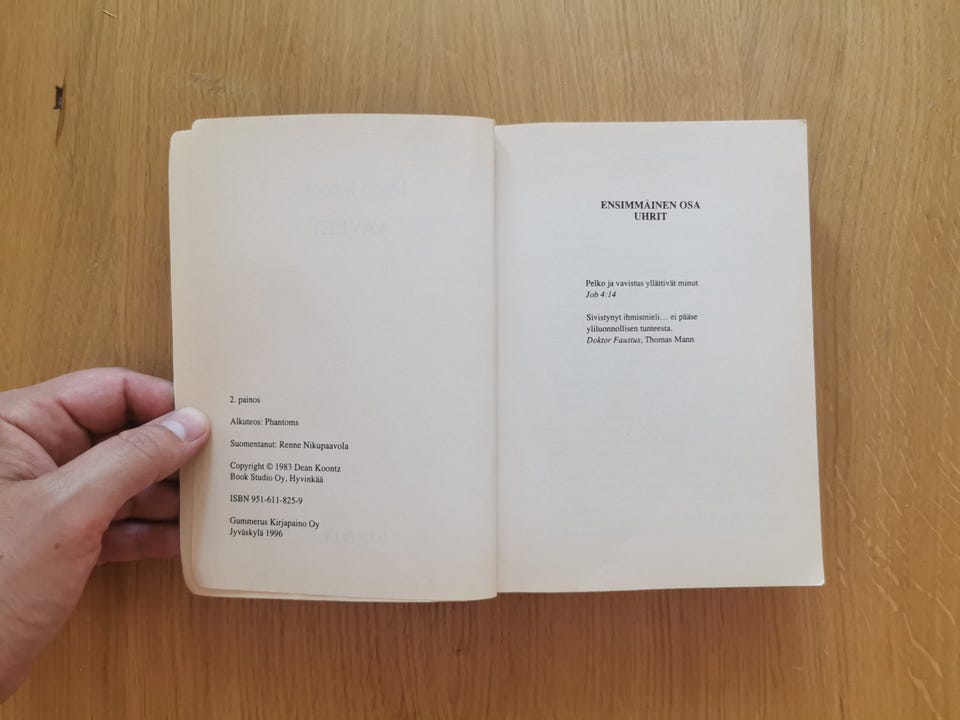 2. painos
Alkuteos: Phantoms
Suomentanut: Renne Nikupaavola
Copyright © 1983 Dean Koontz
Book Studio Oy, Hyvinkää
ISBN 951-611-825-9
Gummerus Kirjapaino Oy
Jyväskylä 1996
ENSIMMÄINEN OSA
UHRIT
Pelko ja vavistus yllättivät minut
Job 4:14
Sivistynyt ihmismieli... ei pääse
yliluonnollisen tunteesta.
Doktor Faustus, Thomas Mann